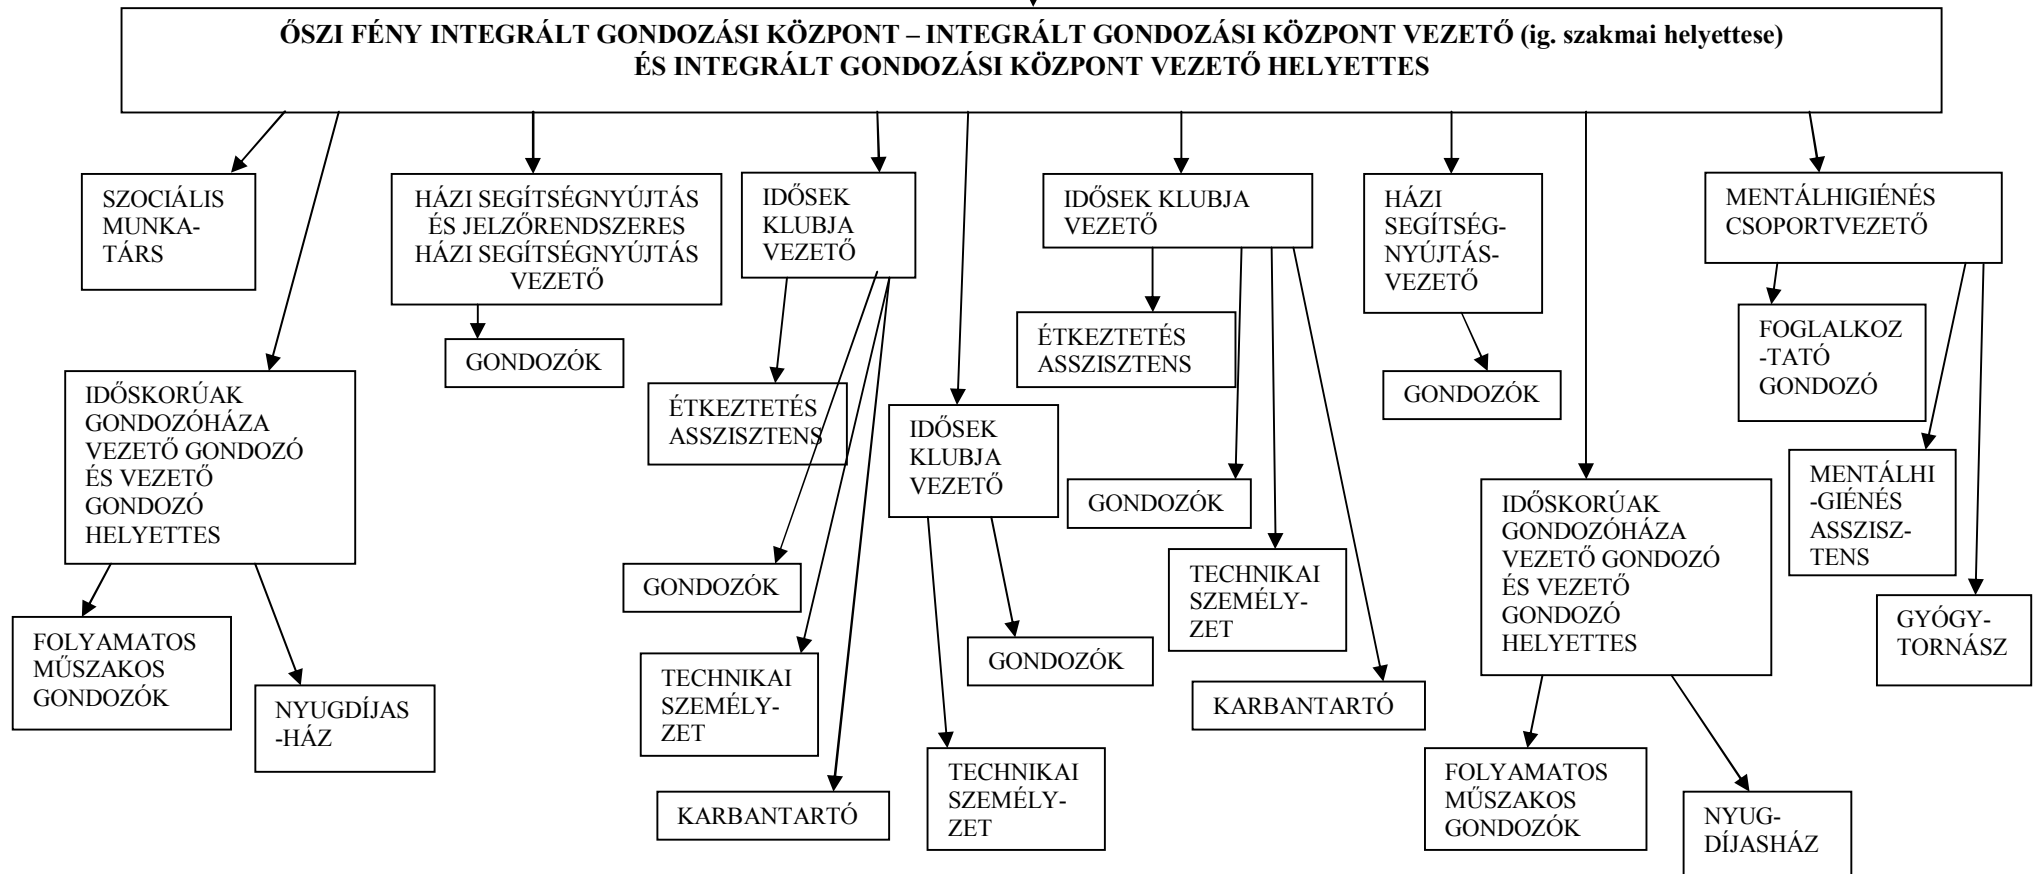 ŐSZI FÉNY INTEGRÁLT GONDOZÁSI KÖZPONT – INTEGRÁLT GONDOZÁSI KÖZPONT VEZETŐ (ig. szakmai helyettese)
ÉS INTEGRÁLT GONDOZÁSI KÖZPONT VEZETŐ HELYETTES
SZOCIÁLIS
MUNKA-
TÁRS
HÁZI SEGÍTSÉGNYÚJTÁS
ÉS JELZŐRENDSZERES
HÁZI SEGÍTSÉGNYÚJTÁS
VEZETŐ
IDŐSEK
KLUBJA
VEZETŐ
IDŐSEK KLUBJA
VEZETŐ
HÁZI
SEGÍTSÉG-
NYÚJTÁS-
VEZETŐ
MENTÁLHIGIÉNÉS
CSOPORTVEZETŐ
GONDOZÓK
ÉTKEZTETÉS
ASSZISZTENS
FOGLALKOZ
-TATÓ
GONDOZÓ
IDŐSKORÚAK
GONDOZÓHÁZA
VEZETŐ GONDOZÓ
ÉS VEZETŐ
GONDOZÓ
HELYETTES
ÉTKEZTETÉS
ASSZISZTENS
IDŐSEK
KLUBJA
VEZETŐ
GONDOZÓK
GONDOZÓK
IDŐSKORÚAK
GONDOZÓHÁZA
VEZETŐ GONDOZÓ
ÉS VEZETŐ
GONDOZÓ
HELYETTES
MENTÁLHI
-GIÉNÉS
ASSZISZ-
TENS
GONDOZÓK
TECHNIKAI
SZEMÉLY-
ZET
GYÓGY-
TORNÁSZ
FOLYAMATOS
MŰSZAKOS
GONDOZÓK
NYUGDÍJAS
-HÁZ
TECHNIKAI
SZEMÉLY-
ZET
GONDOZÓK
KARBANTARTÓ
KARBANTARTÓ
TECHNIKAI
SZEMÉLY-
ZET
FOLYAMATOS
MŰSZAKOS
GONDOZÓK
NYUG-
DÍJASHÁZ